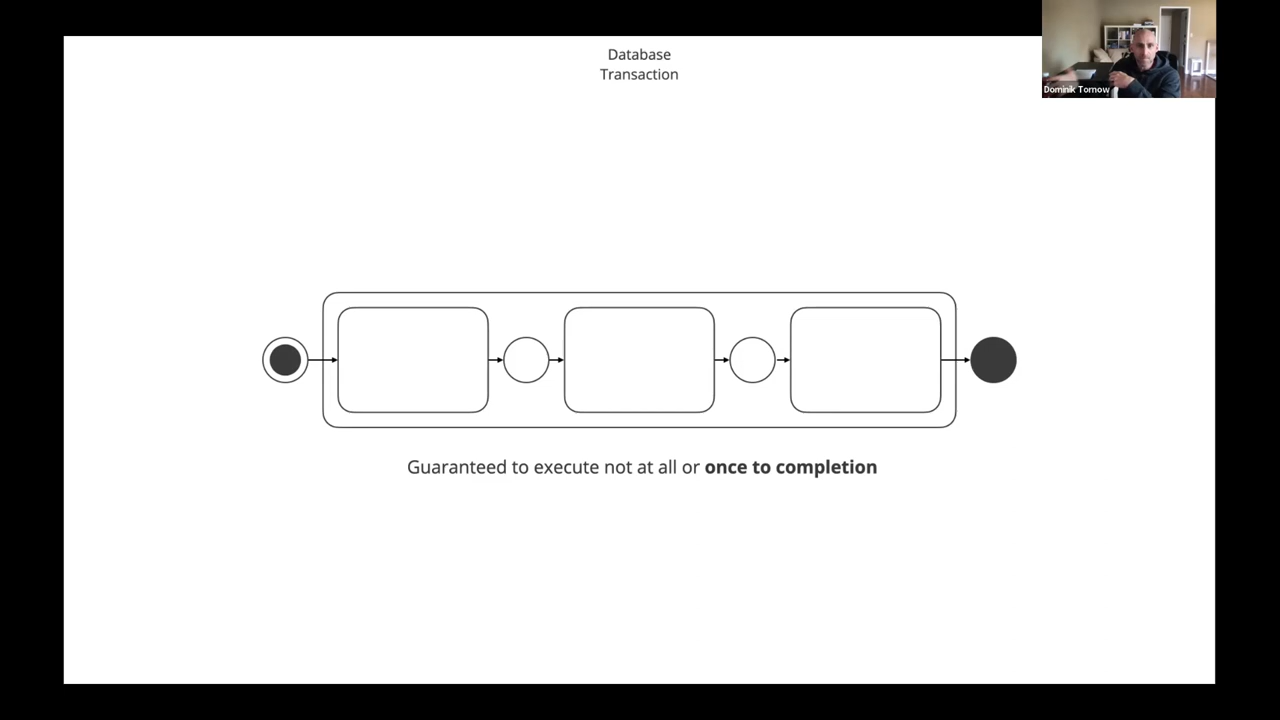 Database
Transaction
Dominik Tornow
Guaranteed to execute not at all or once to completion